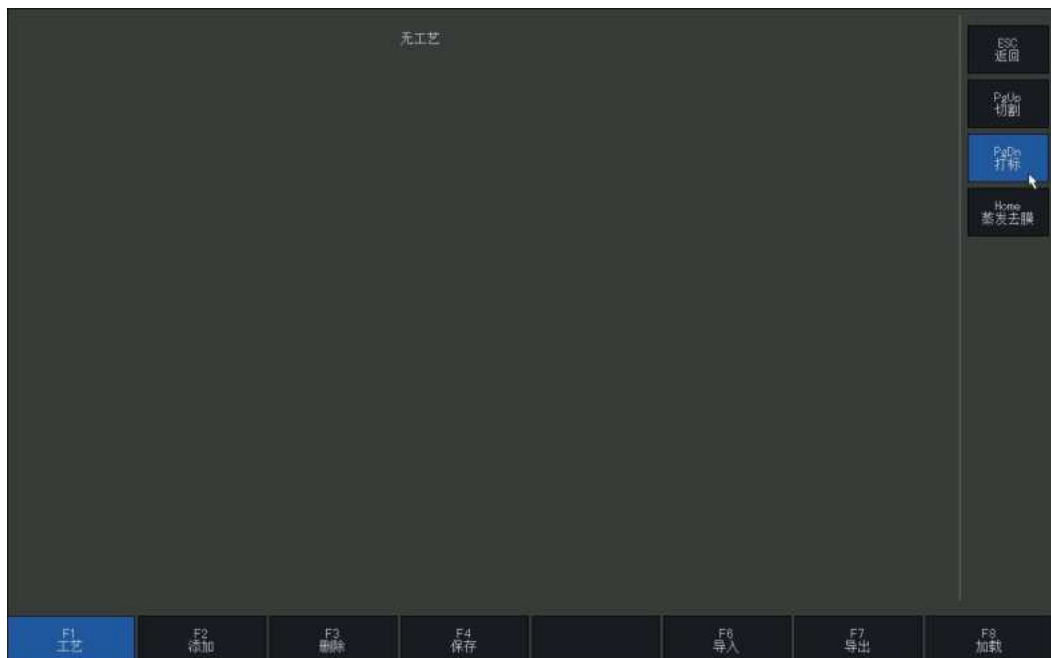 无工艺
ESC
返回
PgUp
切割
PgDn
打标
Home
蒸发去膜
F1
工艺
F2
添加
F3
删除
F4
保存
F6
导入
F7
导出
F8
加载